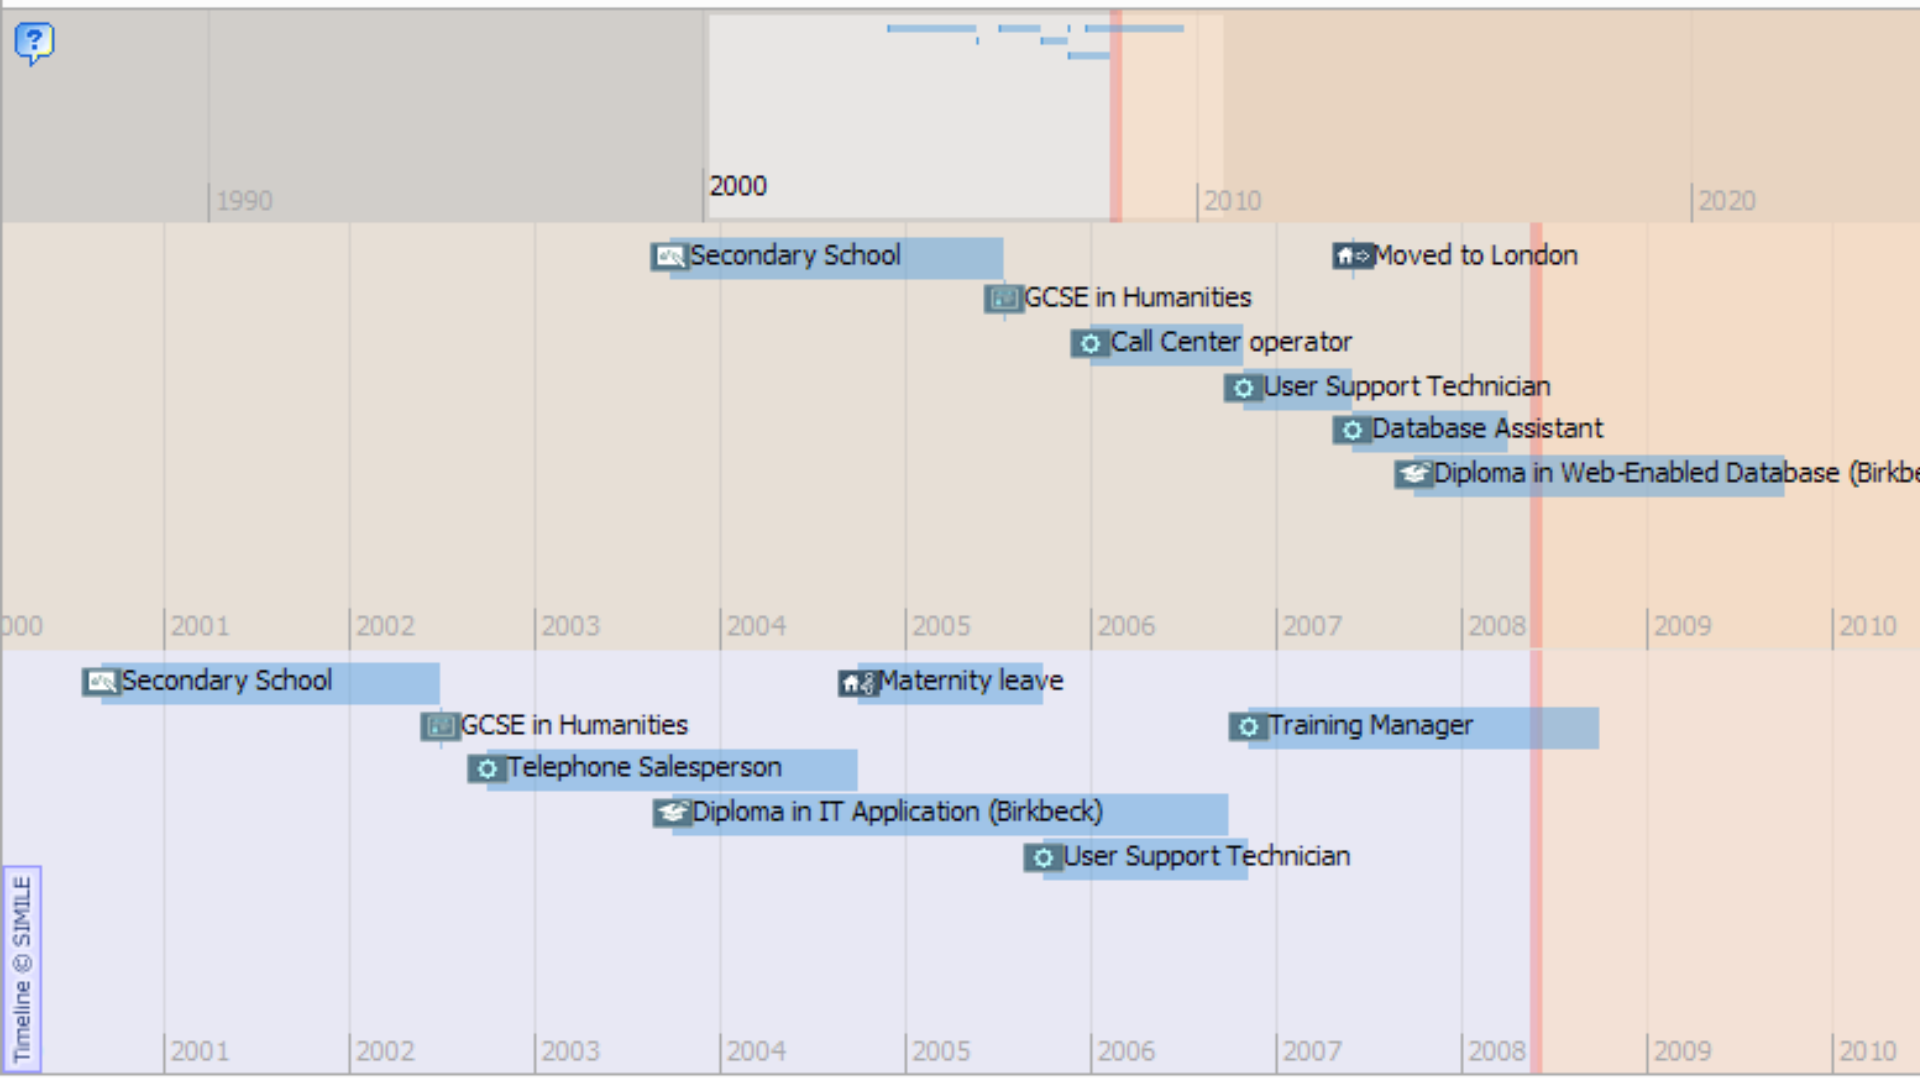 ?
2000
1990
2010
2020
Secondary School
Moved to London
GCSE in Humanities
Call Center operator
User Support Technician
Database Assistant
Diploma in Web-Enabled Database (Birkbe
000 2001 2002 2003 2004 2005 2006 2007 2008 2009 2010
Secondary School
Maternity leave
GCSE in Humanities
Training Manager
Telephone Salesperson
Diploma in IT Application (Birkbeck)
User Support Technician
Timeline © SIMILE
2001 2002 2003 2004 2005 2006 2007 2008 2009 2010